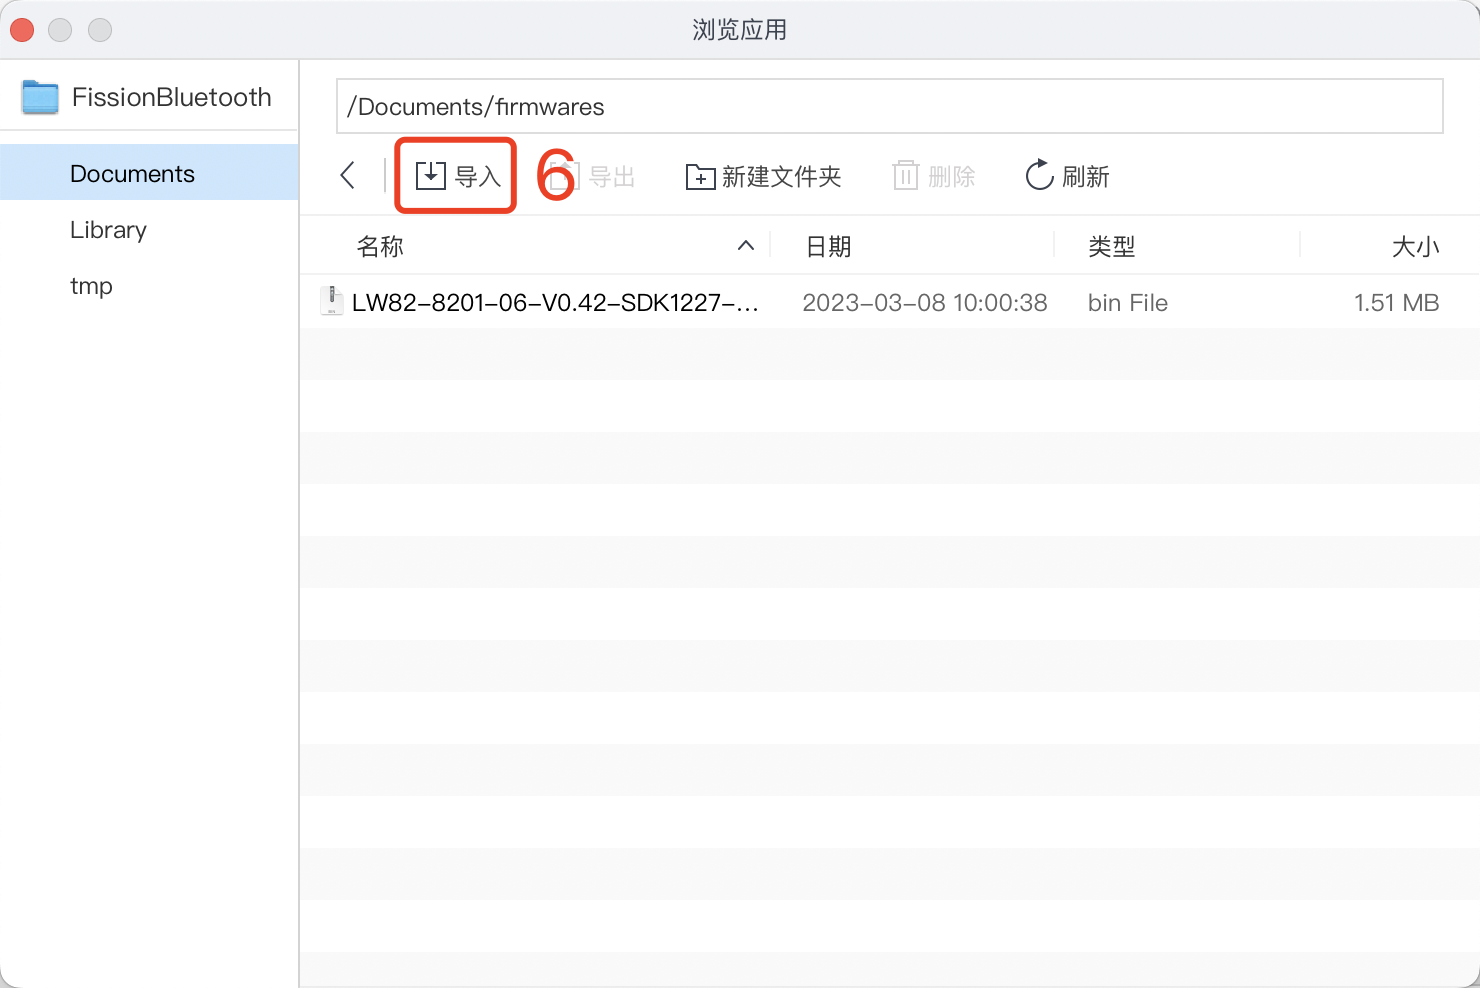 浏览应用
FissionBluetooth
Documents
Library
tmp
/Documents/firmwares
导入 6 导出 新建文件夹 删除 刷新
名称 日期 类型 大小
LW82-8201-06-V0.42-SDK1227-... 2023-03-08 10:00:38 bin File 1.51 MB